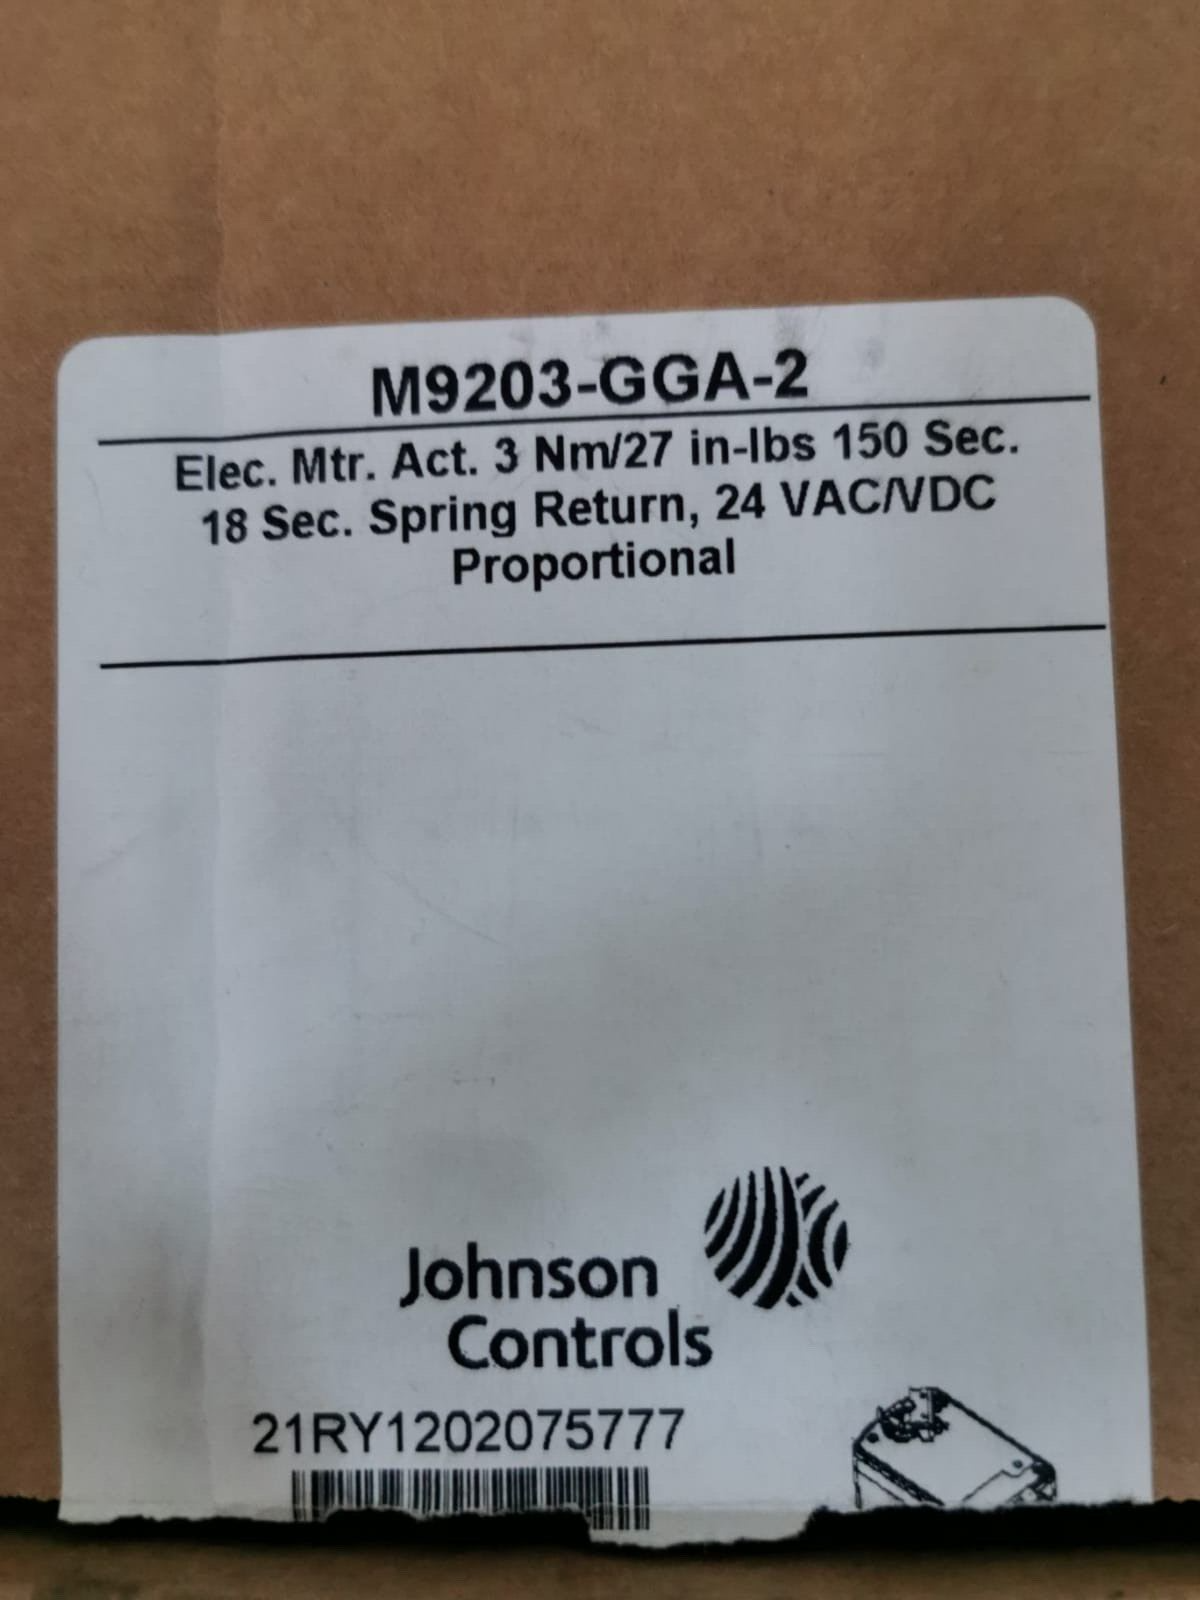 M9203-GGA-2
Elec. Mtr. Act. 3 Nm/27 in-lbs 150 Sec.
18 Sec. Spring Return, 24 VAC/VDC
Proportional
Johnson
Controls
21RY1202075777